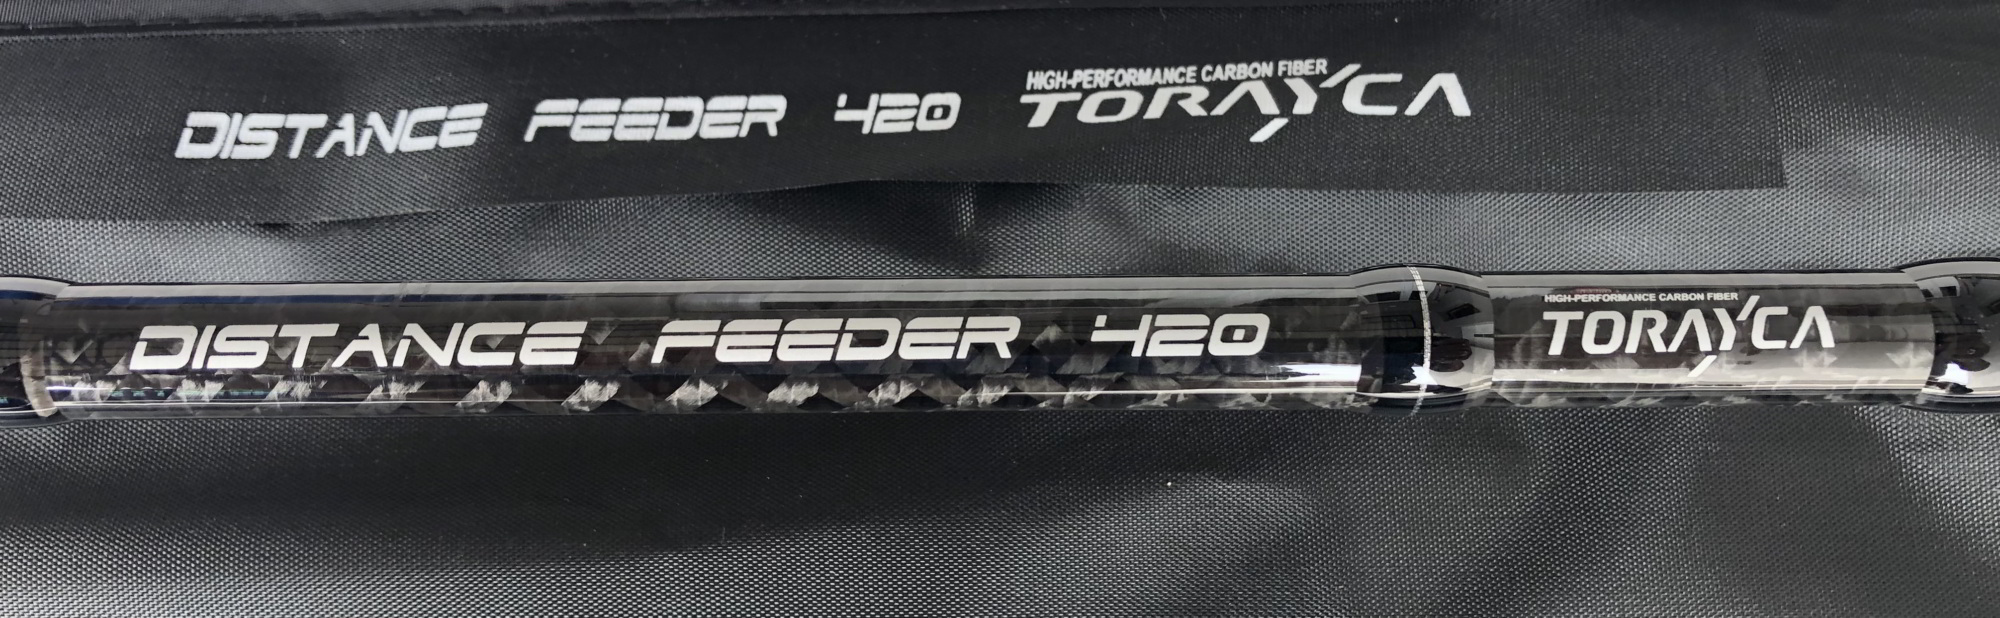 DISTANCE FEEDER 420
HIGH-PERFORMANCE CARBON FIBER
TORAYCA
DISTANCE FEEDER 420
HIGH-PERFORMANCE CARBON FIBER
TORAYCA